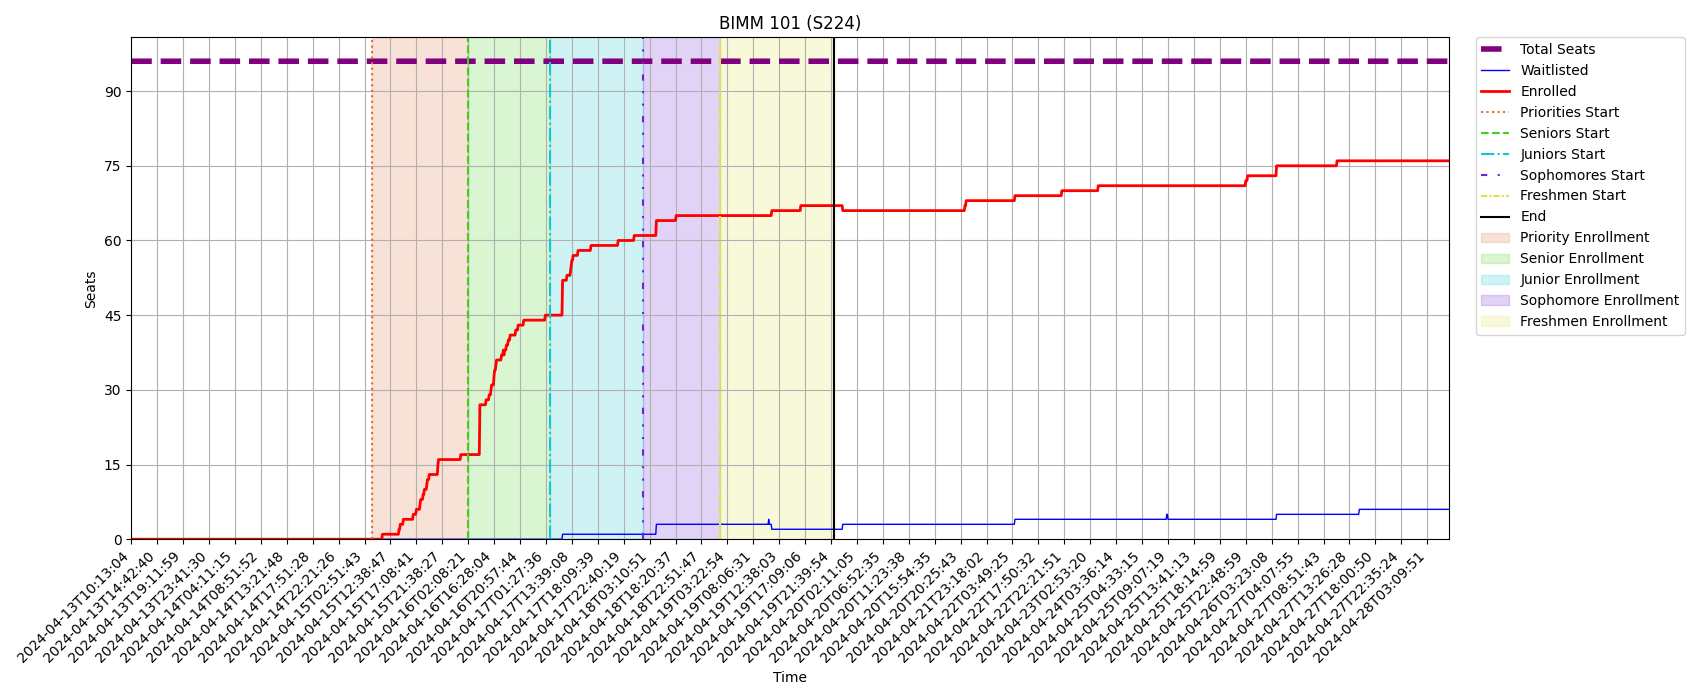 BIMM 101 (S224)
Total Seats
Waitlisted
Enrolled
Priorities Start
Seniors Start
Juniors Start
Sophomores Start
Freshmen Start
End
Priority Enrollment
Senior Enrollment
Junior Enrollment
Sophomore Enrollment
Freshmen Enrollment
Seats
90
75
60
45
30
15
0
2024-04-13T10:13:04
2024-04-13T14:42:40
2024-04-13T19:11:59
2024-04-13T23:41:30
2024-04-14T04:11:15
2024-04-14T08:51:52
2024-04-14T13:21:48
2024-04-14T17:51:28
2024-04-14T22:21:26
2024-04-15T02:51:43
2024-04-15T12:38:47
2024-04-15T17:08:41
2024-04-15T21:38:27
2024-04-16T02:08:21
2024-04-16T16:28:04
2024-04-16T20:57:44
2024-04-17T01:27:36
2024-04-17T13:39:08
2024-04-17T18:09:39
2024-04-17T22:40:19
2024-04-18T03:10:51
2024-04-18T18:20:37
2024-04-18T22:51:47
2024-04-19T03:22:54
2024-04-19T08:06:31
2024-04-19T12:38:03
2024-04-19T17:09:06
2024-04-19T21:39:54
2024-04-20T02:11:05
2024-04-20T06:52:35
2024-04-20T11:23:38
2024-04-20T15:54:35
2024-04-20T20:25:43
2024-04-21T23:18:02
2024-04-22T03:49:25
2024-04-22T17:50:32
2024-04-22T22:21:51
2024-04-23T02:53:20
2024-04-24T03:36:14
2024-04-25T04:33:15
2024-04-25T09:07:19
2024-04-25T13:41:13
2024-04-25T18:14:59
2024-04-25T22:48:59
2024-04-26T03:23:08
2024-04-27T04:07:55
2024-04-27T08:51:43
2024-04-27T13:26:28
2024-04-27T18:00:50
2024-04-27T22:35:24
2024-04-28T03:09:51
Time